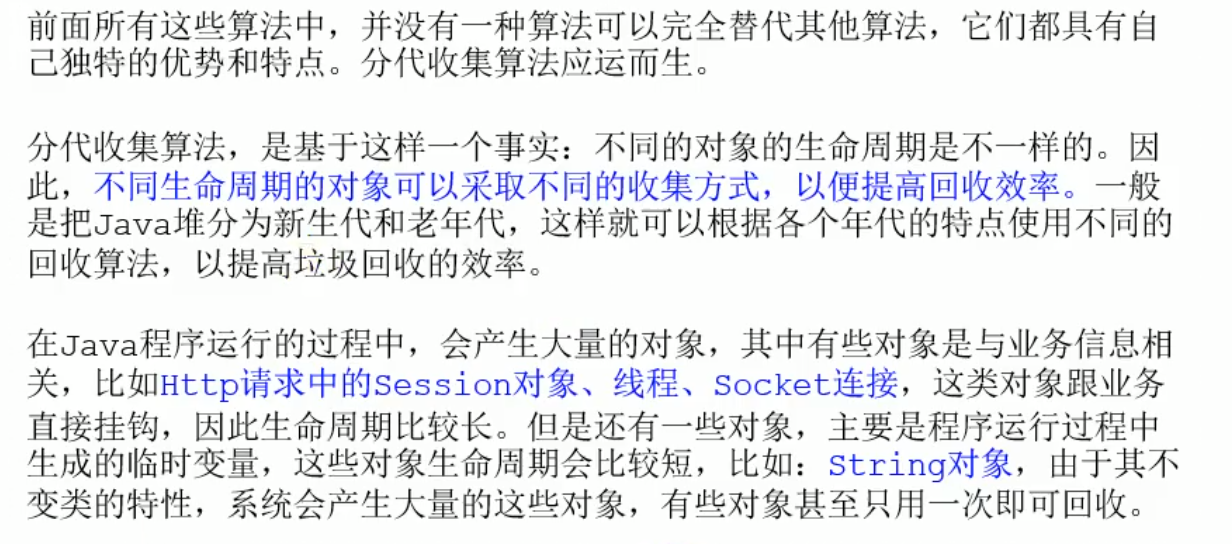 前面所有这些算法中，并没有一种算法可以完全替代其他算法，它们都具有自
己独特的优势和特点。分代收集算法应运而生。
分代收集算法，是基于这样一个事实：不同的对象的生命周期是不一样的。因
此，不同生命周期的对象可以采取不同的收集方式，以便提高回收效率。一般
是把Java堆分为新生代和老年代，这样就可以根据各个年代的特点使用不同的
回收算法，以提高垃圾回收的效率。
在Java程序运行的过程中，会产生大量的对象，其中有些对象是与业务信息相
关，比如Http请求中的Session对象、线程、Socket连接，这类对象跟业务
直接挂钩，因此生命周期比较长。但是还有一些对象，主要是程序运行过程中
生成的临时变量，这些对象生命周期会比较短，比如：String对象，由于其不
变类的特性，系统会产生大量的这些对象，有些对象甚至只用一次即可回收。